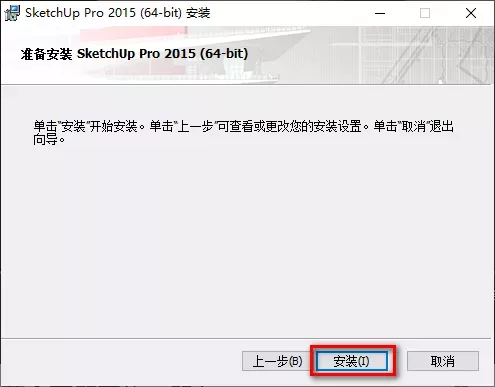 SketchUp Pro 2015 (64-bit) 安装
准备安装 SketchUp Pro 2015 (64-bit)
单击“安装”开始安装。单击“上一步”可查看或更改您的安装设置。单击“取消”退出
向导。
上一步(B) 安装(I) 取消